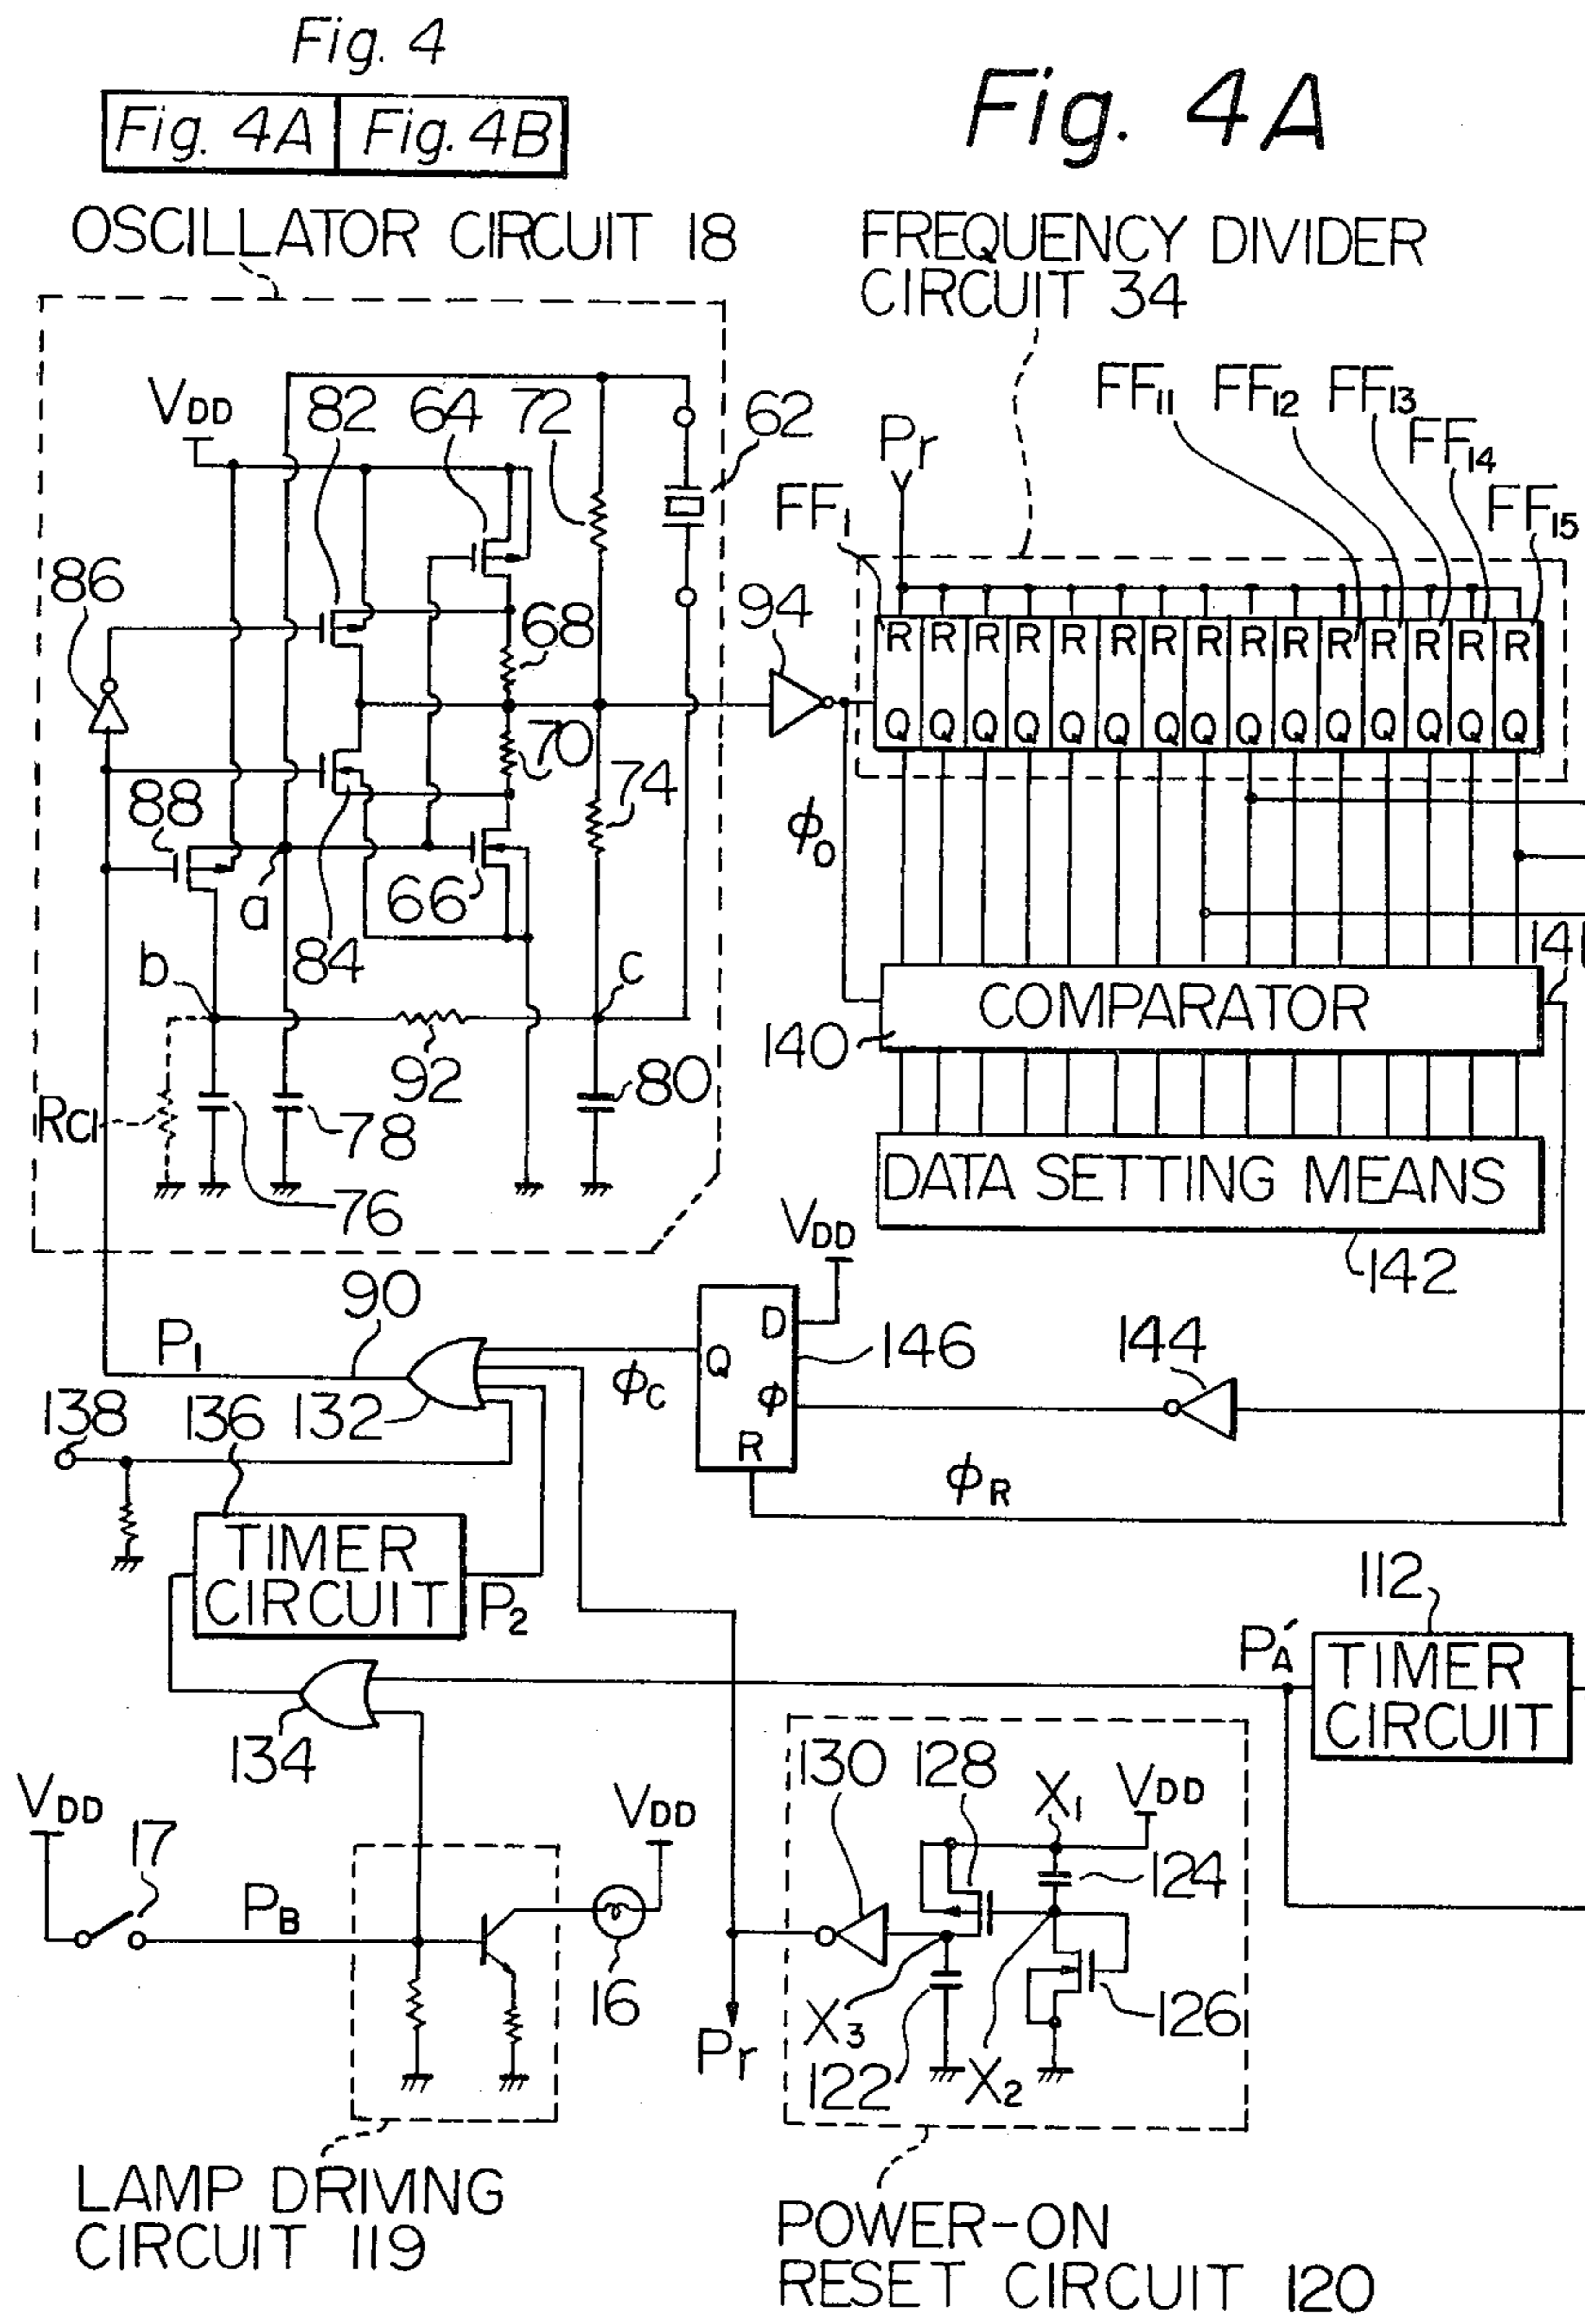 Fig. 4
Fig. 4A Fig. 4B
Fig. 4A
OSCILLATOR CIRCUIT 18
FREQUENCY DIVIDER
CIRCUIT 34
VDD
82
64
72
62
86
68
70
74
88
a
84
66
b
c
92
80
RC1
78
76
94
Pr
FF1
FF11
FF12
FF13
FF14
FF15
R R R R R R R R R R R R R R R
Q Q Q Q Q Q Q Q Q Q Q Q Q Q Q
ϕ0
141
COMPARATOR
140
DATA SETTING MEANS
142
VDD
90
P1
D
Q
ϕ
R
146
144
ϕC
ϕR
138
136
132
TIMER
CIRCUIT
P2
112
PA′
TIMER
CIRCUIT
134
VDD
17
PB
VDD
16
Pr
130
128
X1
VDD
124
126
X3
122
X2
LAMP DRIVING
CIRCUIT 119
POWER-ON
RESET CIRCUIT 120